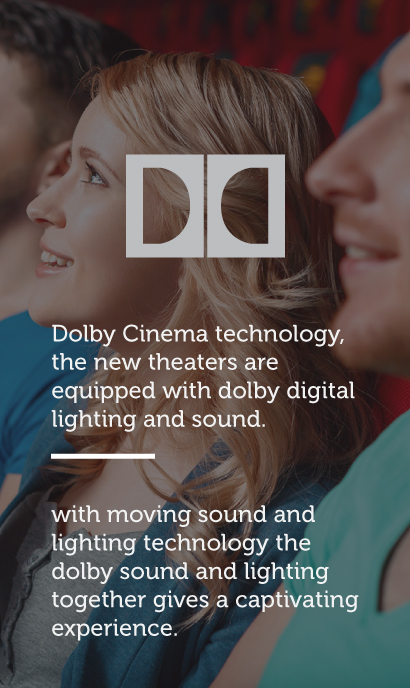 Dolby Cinema technology,
the new theaters are
equipped with dolby digital
lighting and sound.
with moving sound and
lighting technology the
dolby sound and lighting
together gives a captivating
experience.